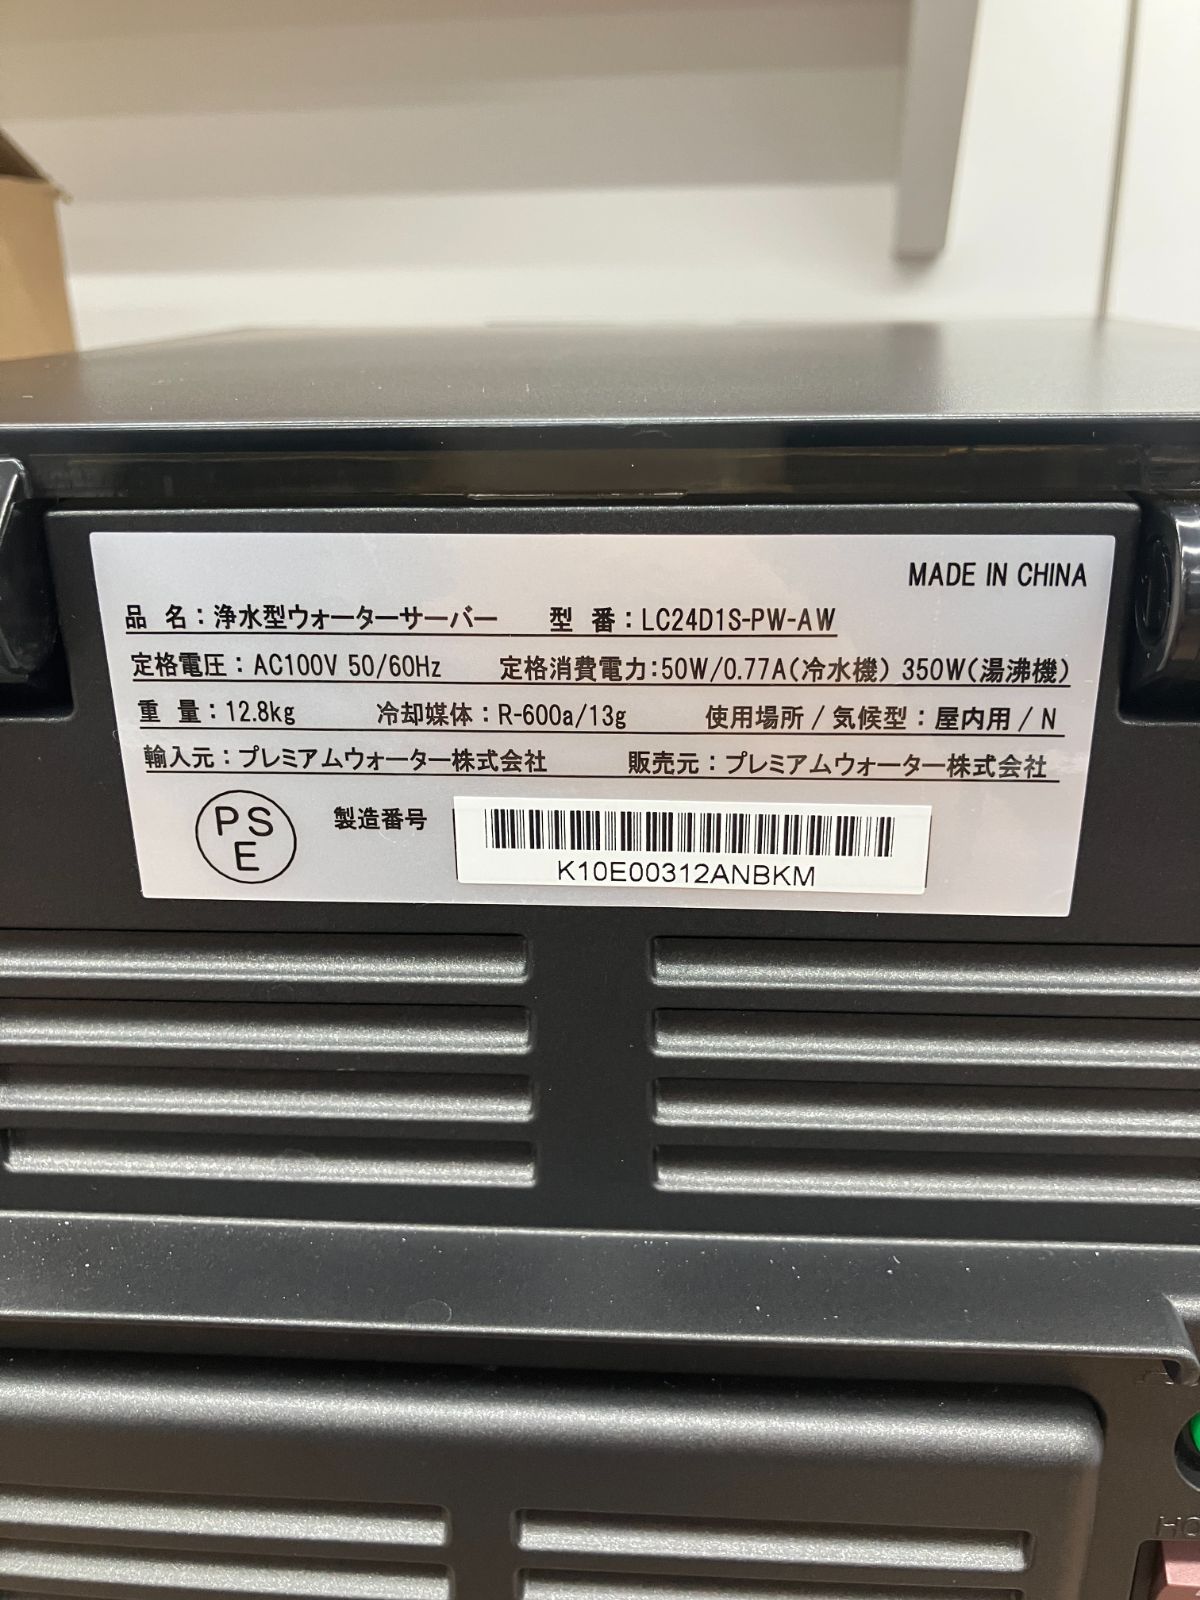 MADE IN CHINA
品 名：浄水型ウォーターサーバー 型 番：LC24D1S-PW-AW
定格電圧：AC100V 50/60Hz 定格消費電力：50W/0.77A（冷水機） 350W（湯沸機）
重 量：12.8kg 冷却媒体：R-600a/13g 使用場所 / 気候型：屋内用 / N
輸入元：プレミアムウォーター株式会社 販売元：プレミアムウォーター株式会社
PS
E
製造番号
K10E00312ANBKM